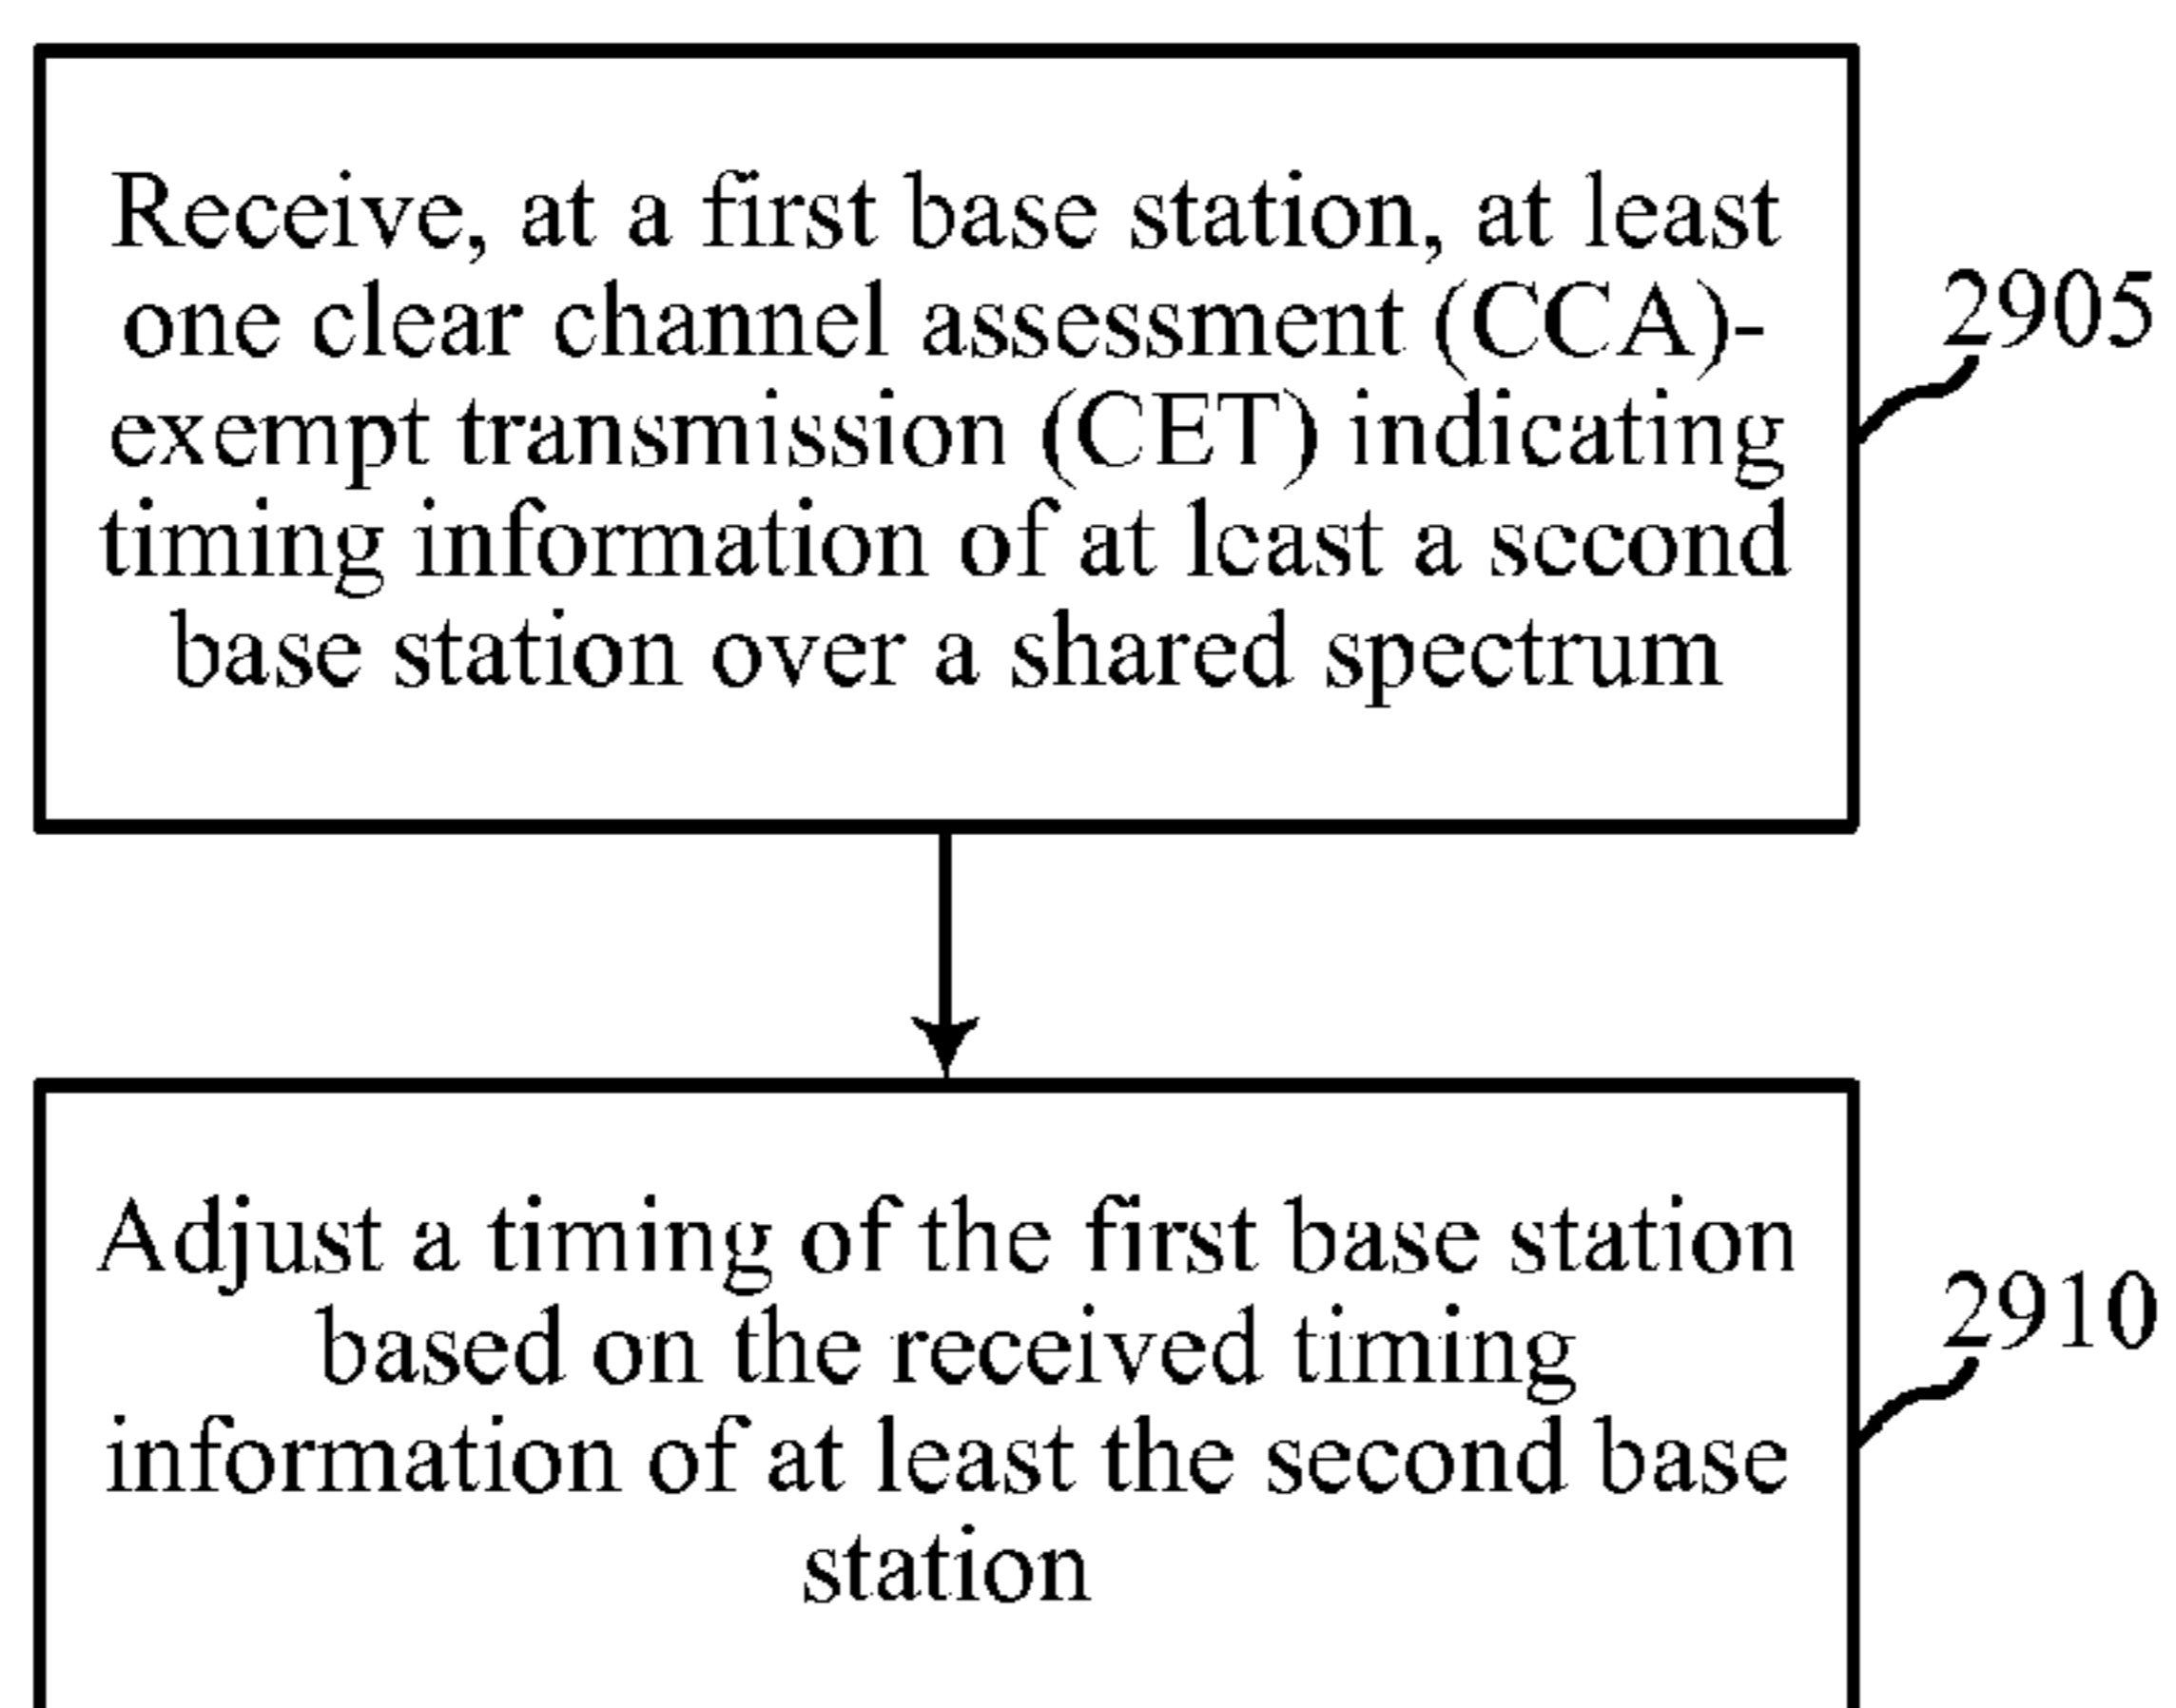 Receive, at a first base station, at least
one clear channel assessment (CCA)-
exempt transmission (CET) indicating
timing information of at least a second
base station over a shared spectrum
2905
Adjust a timing of the first base station
based on the received timing
information of at least the second base
station
2910